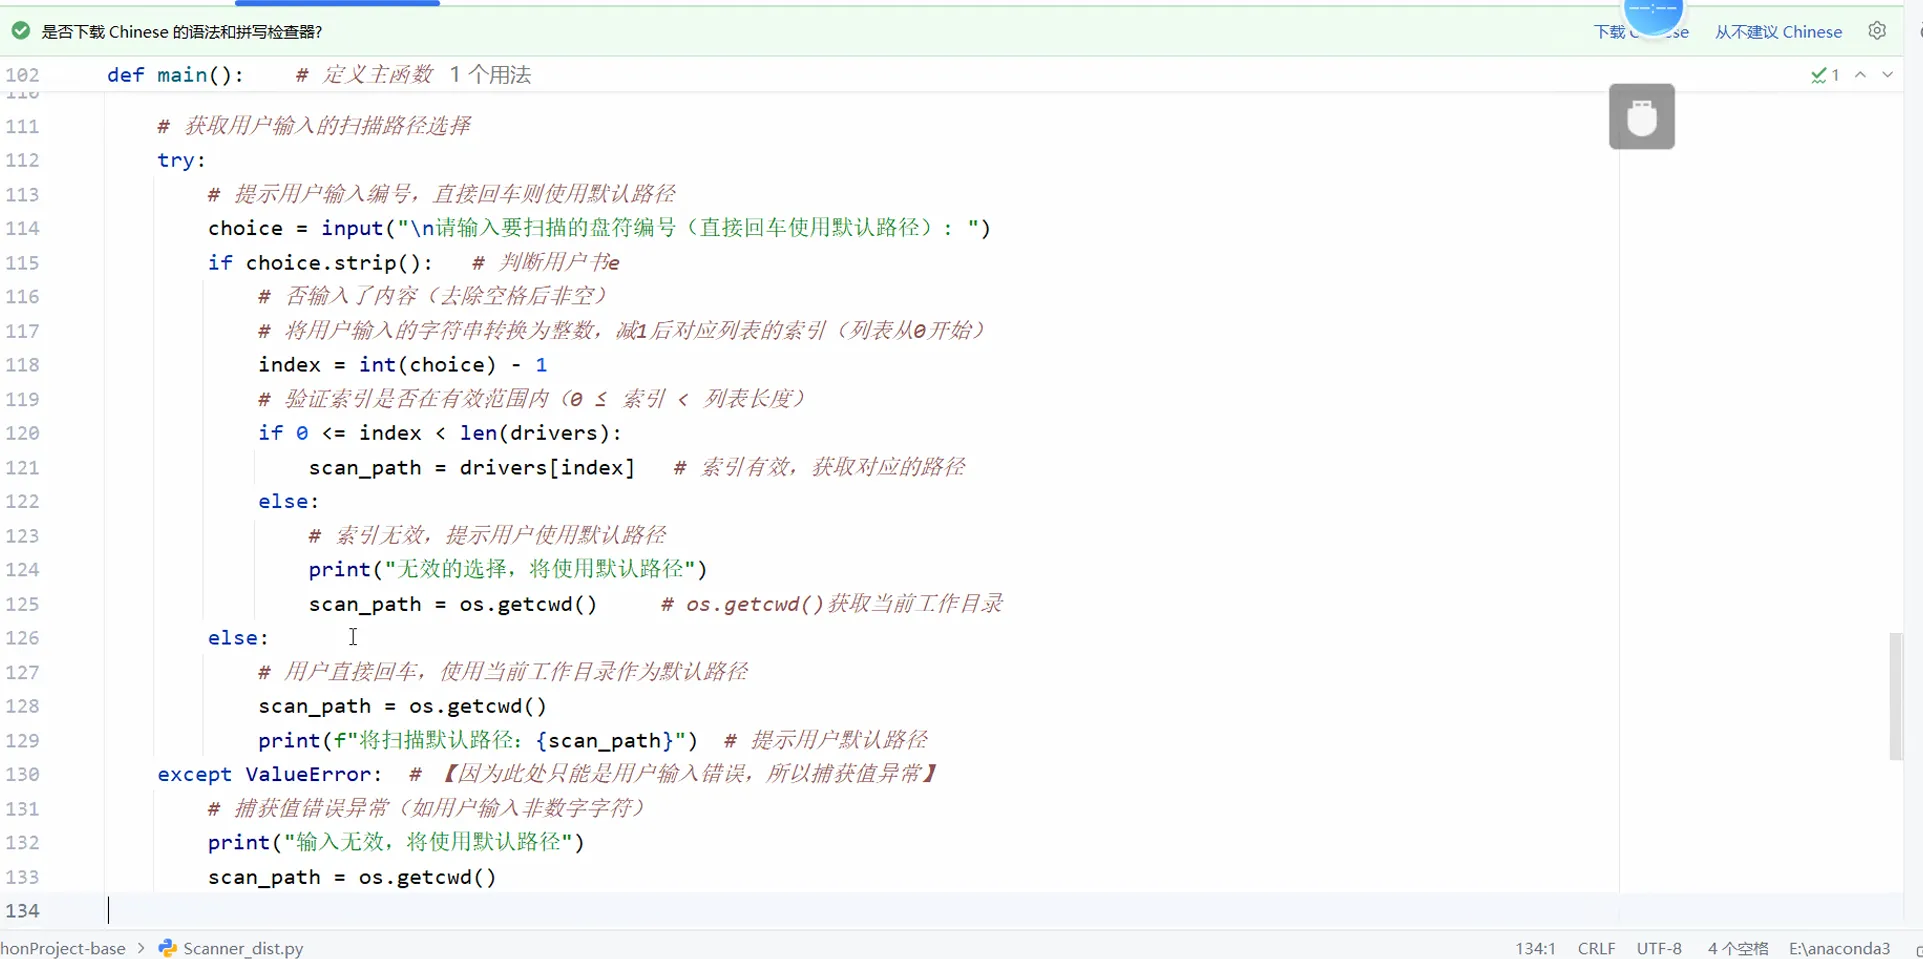 是否下载 Chinese 的语法和拼写检查器?
下载 Chinese 从不建议 Chinese
102 def main(): # 定义主函数 1 个用法
1
110
111 # 获取用户输入的扫描路径选择
112 try:
113 # 提示用户输入编号，直接回车则使用默认路径
114 choice = input("\n请输入要扫描的盘符编号（直接回车使用默认路径）: ")
115 if choice.strip(): # 判断用户书e
116 # 否输入了内容（去除空格后非空）
117 # 将用户输入的字符串转换为整数，减1后对应列表的索引（列表从0开始）
118 index = int(choice) - 1
119 # 验证索引是否在有效范围内（0 ≤ 索引 < 列表长度）
120 if 0 <= index < len(drivers):
121 scan_path = drivers[index] # 索引有效，获取对应的路径
122 else:
123 # 索引无效，提示用户使用默认路径
124 print("无效的选择，将使用默认路径")
125 scan_path = os.getcwd() # os.getcwd()获取当前工作目录
126 else:
127 # 用户直接回车，使用当前工作目录作为默认路径
128 scan_path = os.getcwd()
129 print(f"将扫描默认路径：{scan_path}") # 提示用户默认路径
130 except ValueError: # 【因为此处只能是用户输入错误，所以捕获值异常】
131 # 捕获值错误异常（如用户输入非数字字符）
132 print("输入无效，将使用默认路径")
133 scan_path = os.getcwd()
134
honProject-base > Scanner_dist.py
134:1 CRLF UTF-8 4 个空格 E:\anaconda3